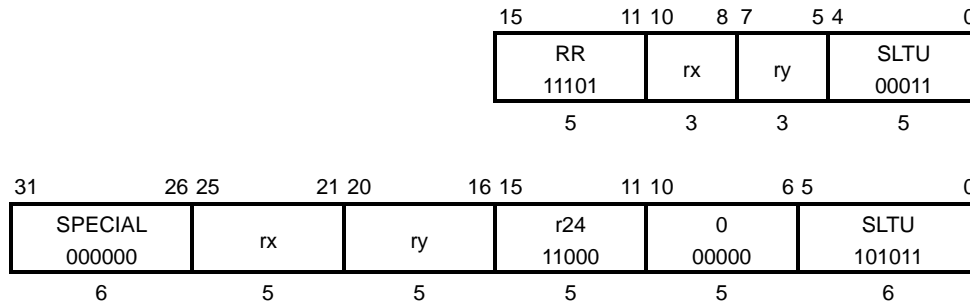 15 11 10 8 7 5 4 0
RR rx ry SLTU
11101 00011
5 3 3 5
31 26 25 21 20 16 15 11 10 6 5 0
SPECIAL rx ry r24 0 SLTU
000000 11000 00000 101011
6 5 5 5 5 6